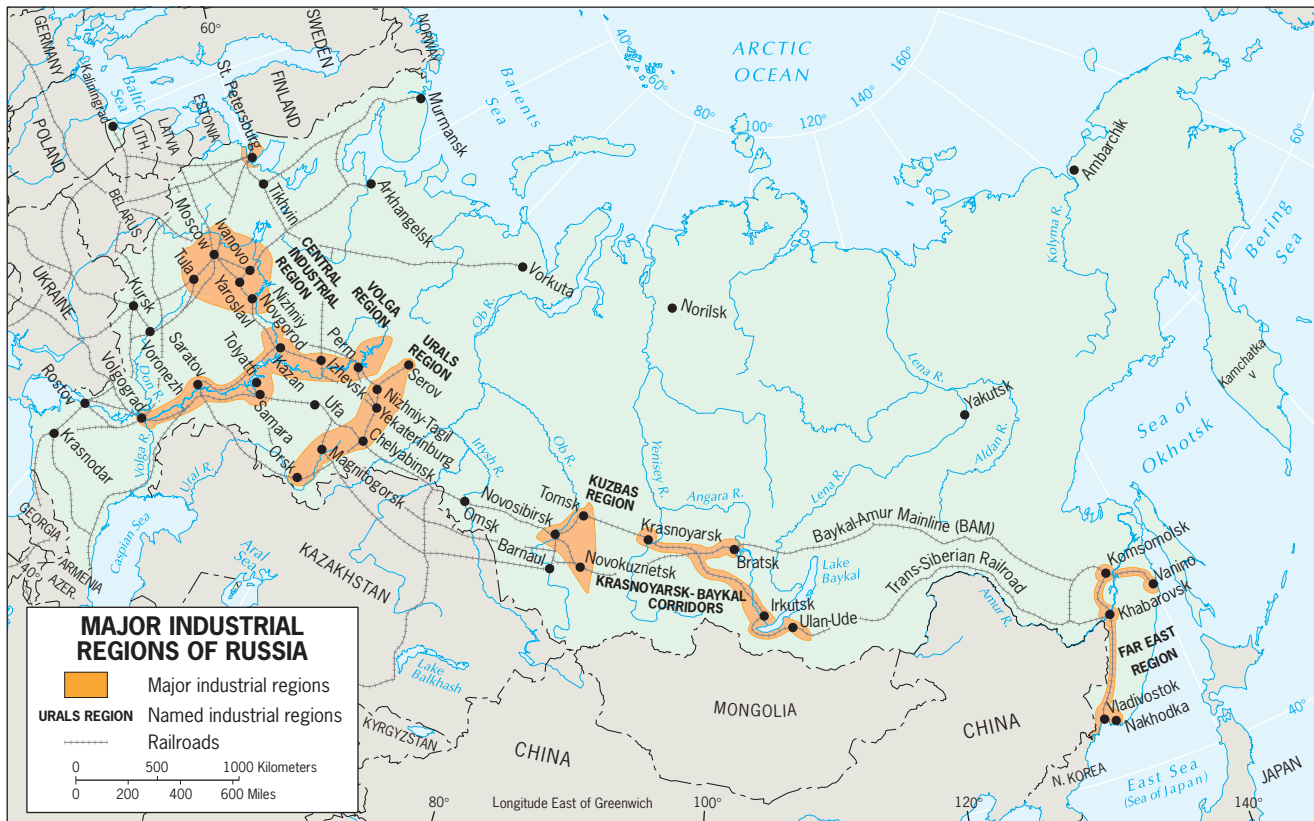 60°
GERMANY
SWEDEN
NORWAY
Kaliningrad
Baltic
Sea
St. Petersburg
FINLAND
ESTONIA
LATVIA
LITH.
POLAND
BELARUS
UKRAINE
Murmansk
Barents
Sea
ARCTIC
OCEAN
40°
60°
80°
100°
120°
140°
160°
60°
Ambarchik
Kolyma R.
Bering
Sea
Tikhvin
Arkhangelsk
Moscow
Ivanovo
Tula
Yaroslavl
Nizhniy
Novgorod
CENTRAL
INDUSTRIAL
REGION
VOLGA
REGION
URALS
REGION
Vorkuta
Norilsk
Ob R.
Kursk
Voronezh
Saratov
Tolyatti
Kazan
Perm
Izhevsk
Serov
Nizhniy-Tagil
Yekaterinburg
Chelyabinsk
Ufa
Samara
Rostov
Volgograd
Don R.
Volga R.
Krasnodar
Orsk
Magnitogorsk
Ural R.
Irtysh R.
Ob R.
Yenisey R.
Angara R.
Lena R.
Lena R.
Aldan R.
Yakutsk
Kamchatka
v
Sea of
Okhotsk
GEORGIA
ARMENIA
AZER.
40°
Caspian Sea
Aral
Sea
KAZAKHSTAN
Omsk
Novosibirsk
Tomsk
KUZBAS
REGION
Barnaul
Novokuznetsk
Krasnoyarsk
Bratsk
KRASNOYARSK-BAYKAL
CORRIDORS
Lake
Baykal
Irkutsk
Ulan-Ude
Baykal-Amur Mainline (BAM)
Trans-Siberian Railroad
Amur R.
Komsomolsk
Vanino
Khabarovsk
FAR EAST
REGION
Vladivostok
Nakhodka
MONGOLIA
CHINA
CHINA
N. KOREA
East Sea
(Sea of Japan)
JAPAN
40°
Lake
Balkhash
KYRGYZSTAN
MAJOR INDUSTRIAL
REGIONS OF RUSSIA
Major industrial regions
URALS REGION Named industrial regions
Railroads
0 500 1000 Kilometers
0 200 400 600 Miles
80°
Longitude East of Greenwich
100°
120°
140°